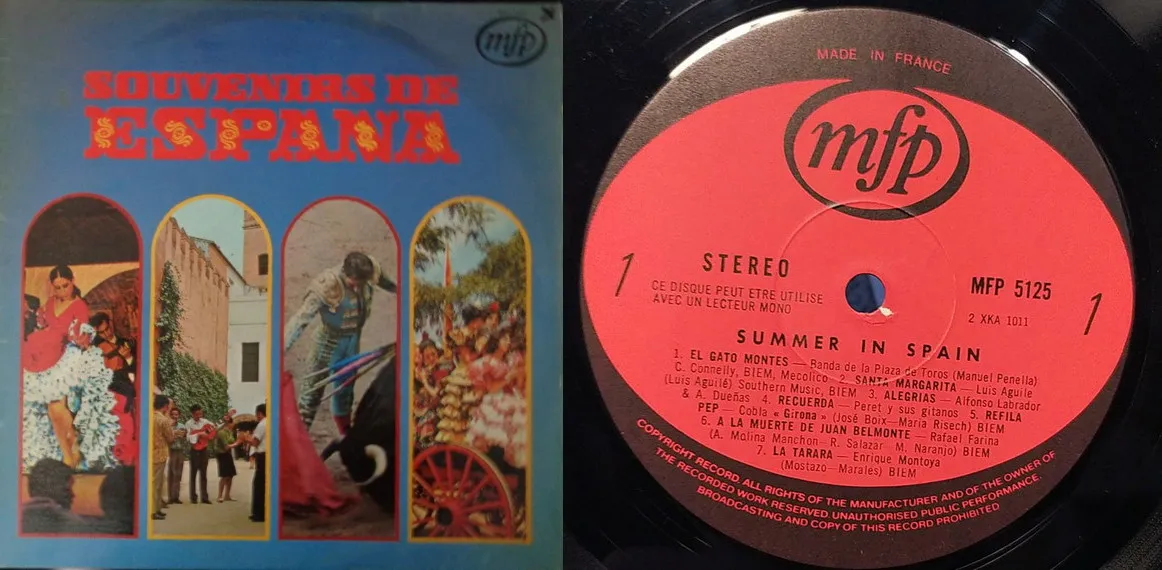 mfp
SOUVENIRS DE
ESPANA
MADE IN FRANCE
mfp
1
STEREO
CE DISQUE PEUT ETRE UTILISE
AVEC UN LECTEUR MONO
MFP 5125
2 XKA 1011
1
SUMMER IN SPAIN
1. EL GATO MONTES — Banda de la Plaza de Toros (Manuel Penella)
C. Connelly, BIEM, Mecolico 2. SANTA MARGARITA — Luis Aguile
(Luis Aguilé) Southern Music, BIEM 3. ALEGRIAS — Alfonso Labrador
& A. Dueñas 4. RECUERDA — Peret y sus gitanos 5. REFILA
PEP — Cobla « Girona » (José Boix-María Risech) BIEM
6. A LA MUERTE DE JUAN BELMONTE — Rafael Farina
(A. Molina Manchon - R. Salazar - M. Naranjo) BIEM
7. LA TARARA — Enrique Montoya
(Mostazo-Marales) BIEM
COPYRIGHT RECORD. ALL RIGHTS OF THE MANUFACTURER AND OF THE OWNER OF
THE RECORDED WORK RESERVED. UNAUTHORISED PUBLIC PERFORMANCE.
BROADCASTING AND COPY OF THIS RECORD PROHIBITED